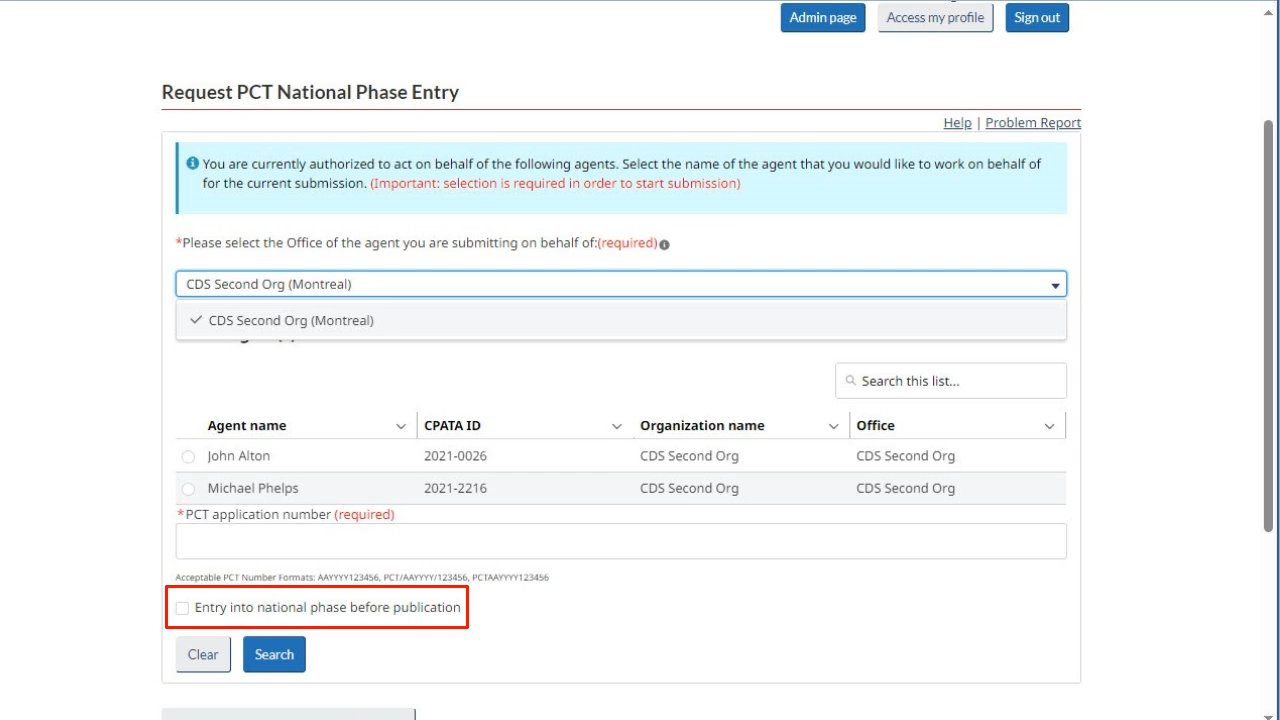 Admin page Access my profile Sign out
Request PCT National Phase Entry
Help | Problem Report
You are currently authorized to act on behalf of the following agents. Select the name of the agent that you would like to work on behalf of
for the current submission. (Important: selection is required in order to start submission)
*Please select the Office of the agent you are submitting on behalf of:(required)
CDS Second Org (Montreal)
CDS Second Org (Montreal)
Search this list...
Agent name CPATA ID Organization name Office
John Alton 2021-0026 CDS Second Org CDS Second Org
Michael Phelps 2021-2216 CDS Second Org CDS Second Org
*PCT application number (required)
Acceptable PCT Number Formats: AAYYYY123456, PCT/AAYYYY/123456, PCTAAYYYY123456
Entry into national phase before publication
Clear Search